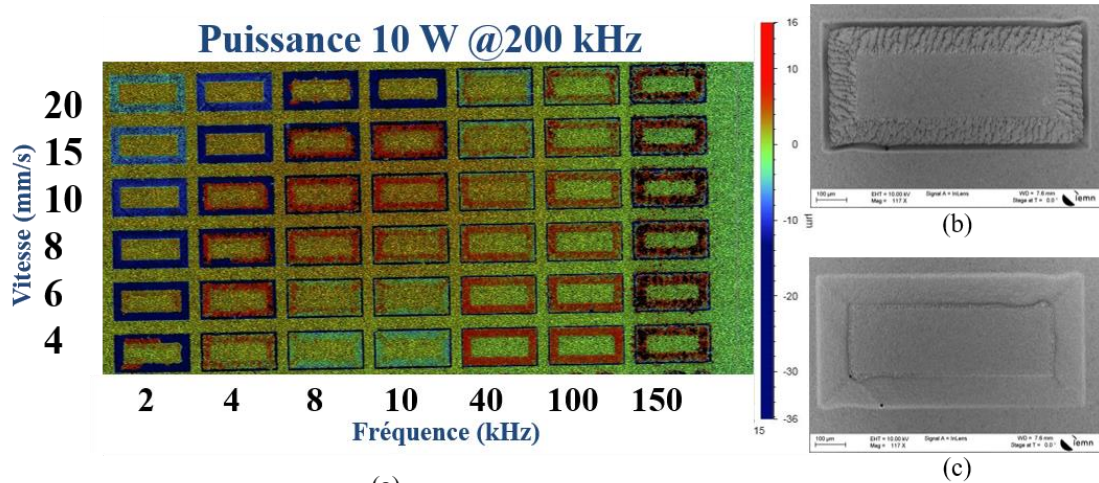 Puissance 10 W @200 kHz
Vitesse (mm/s)
20
15
10
8
6
4
2 4 8 10 40 100 150
Fréquence (kHz)
16
10
0
-10
µm
-20
-30
-36
15
(a)
100 µm EHT = 10.00 kV Signal A = InLens WD = 7.6 mm
Mag = 117 X Stage at T = 0.0° iemn
(b)
100 µm EHT = 10.00 kV Signal A = InLens WD = 7.6 mm
Mag = 117 X Stage at T = 0.0° iemn
(c)